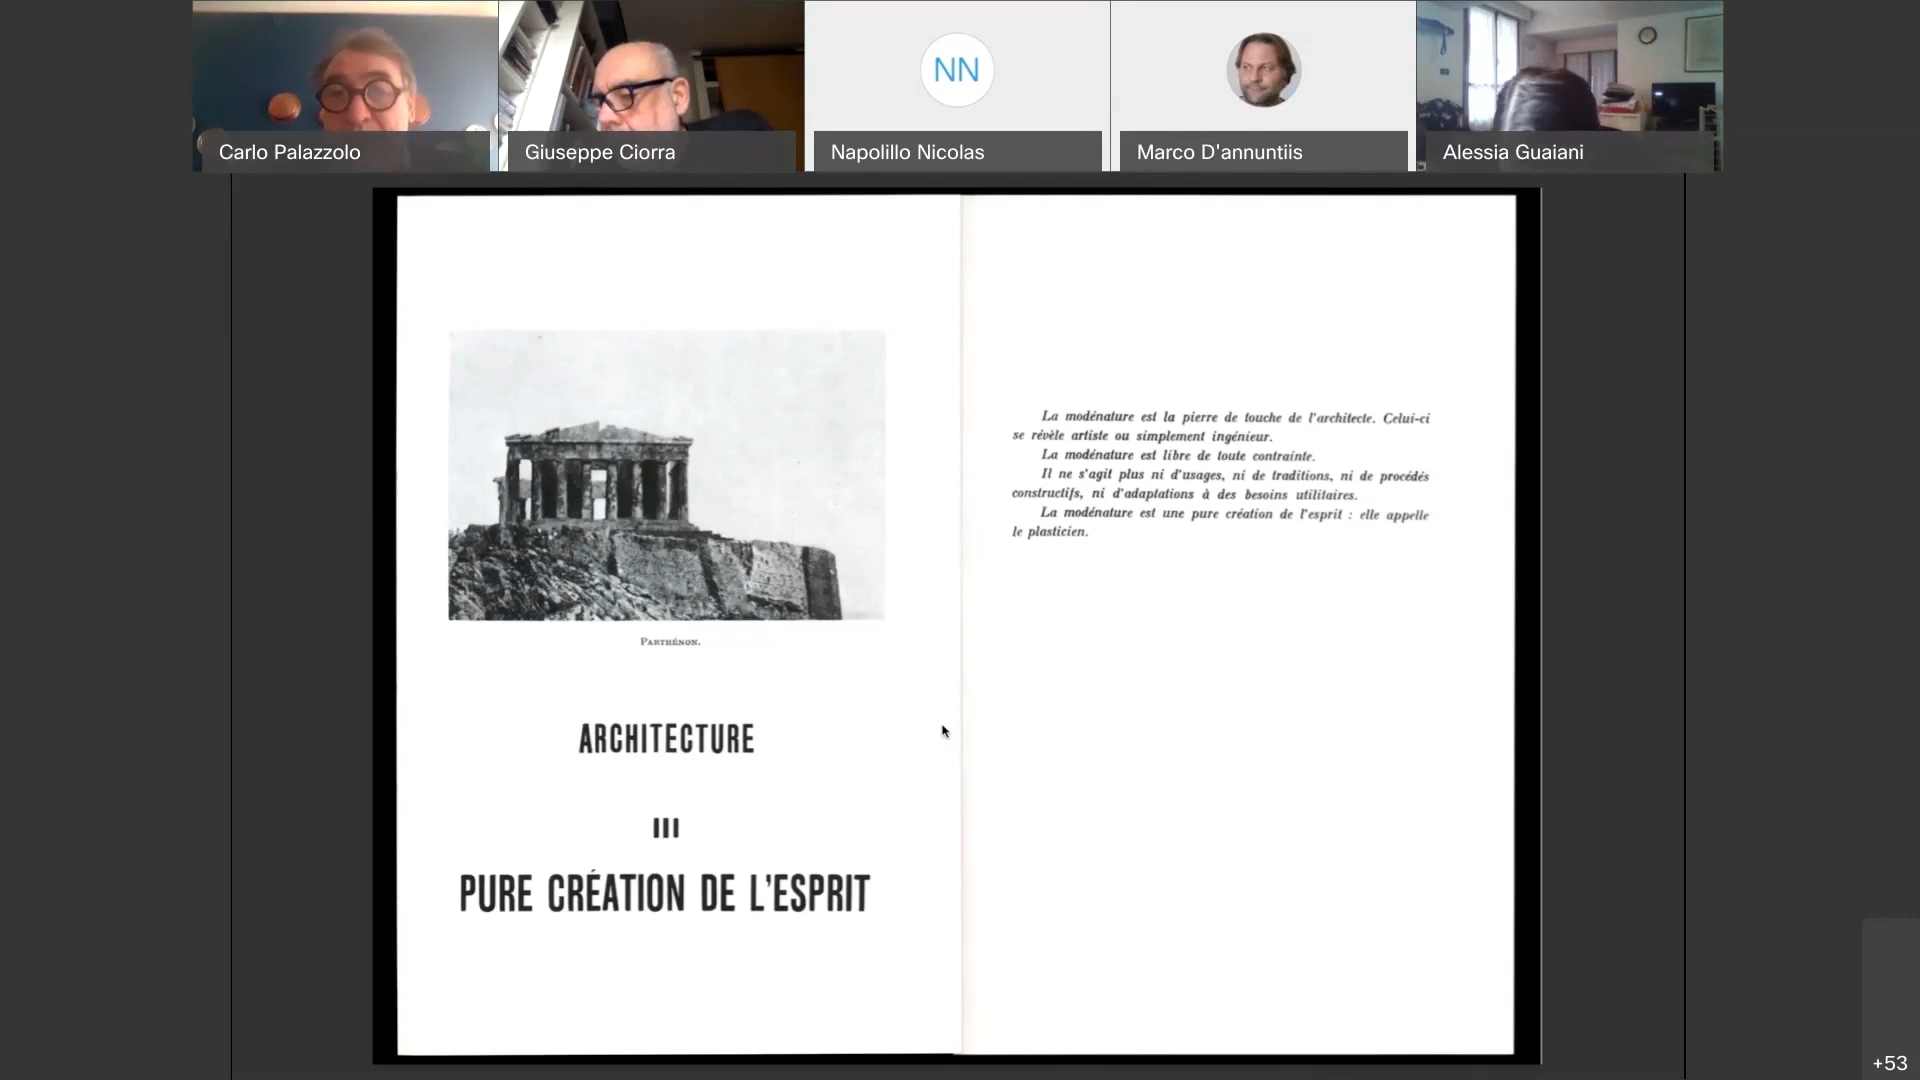 Carlo Palazzolo
Giuseppe Ciorra
NN
Napolillo Nicolas
Marco D'annuntiis
Alessia Guaiani
PARTHÉNON.
ARCHITECTURE
III
PURE CRÉATION DE L'ESPRIT
La modénature est la pierre de touche de l'architecte. Celui-ci
se révèle artiste ou simplement ingénieur.
La modénature est libre de toute contrainte.
Il ne s'agit plus ni d'usages, ni de traditions, ni de procédés
constructifs, ni d'adaptations à des besoins utilitaires.
La modénature est une pure création de l'esprit : elle appelle
le plasticien.
+53